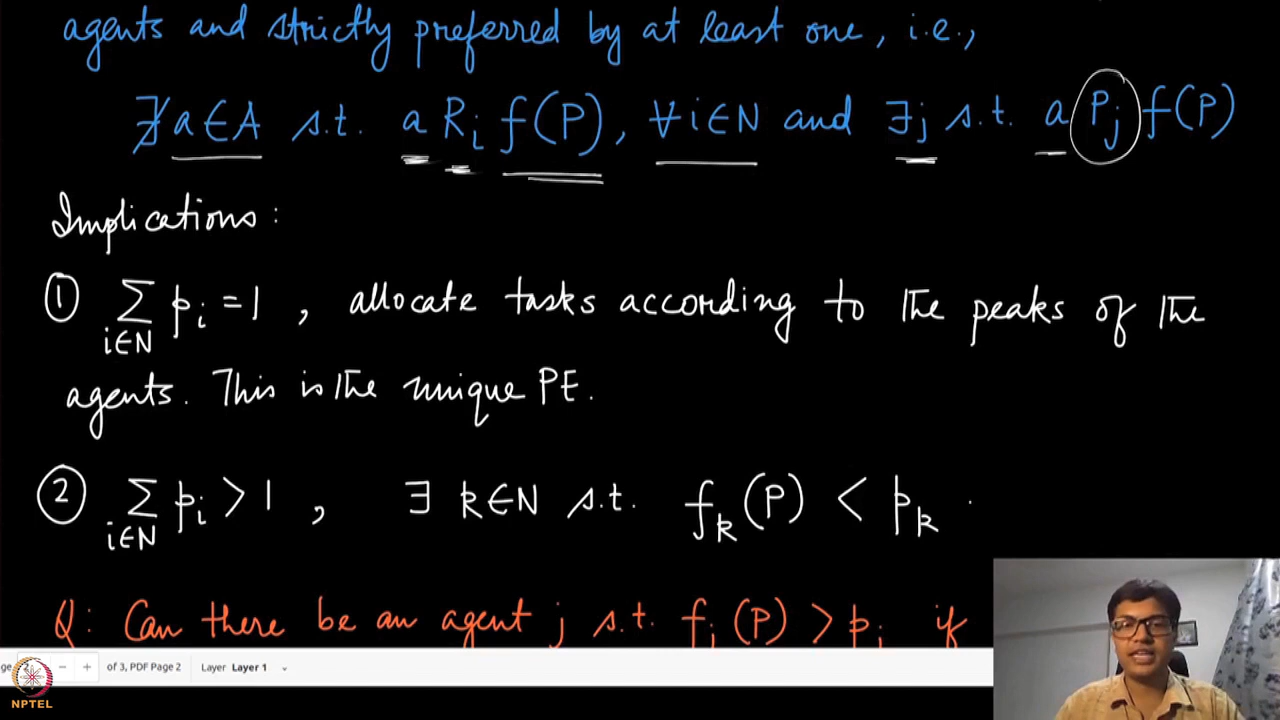 agents and strictly preferred by at least one, i.e.,
∄ a ∈ A s.t. a R_i f(P), ∀ i ∈ N and ∃ j s.t. a P_j f(P)
Implications:
① ∑_{i∈N} p_i = 1, allocate tasks according to the peaks of the
agents. This is the unique PE.
② ∑_{i∈N} p_i > 1, ∃ k ∈ N s.t. f_k(P) < p_k.
Q: Can there be an agent j s.t. f_j(P) > p_j if
of 3, PDF Page 2 Layer Layer 1
NPTEL